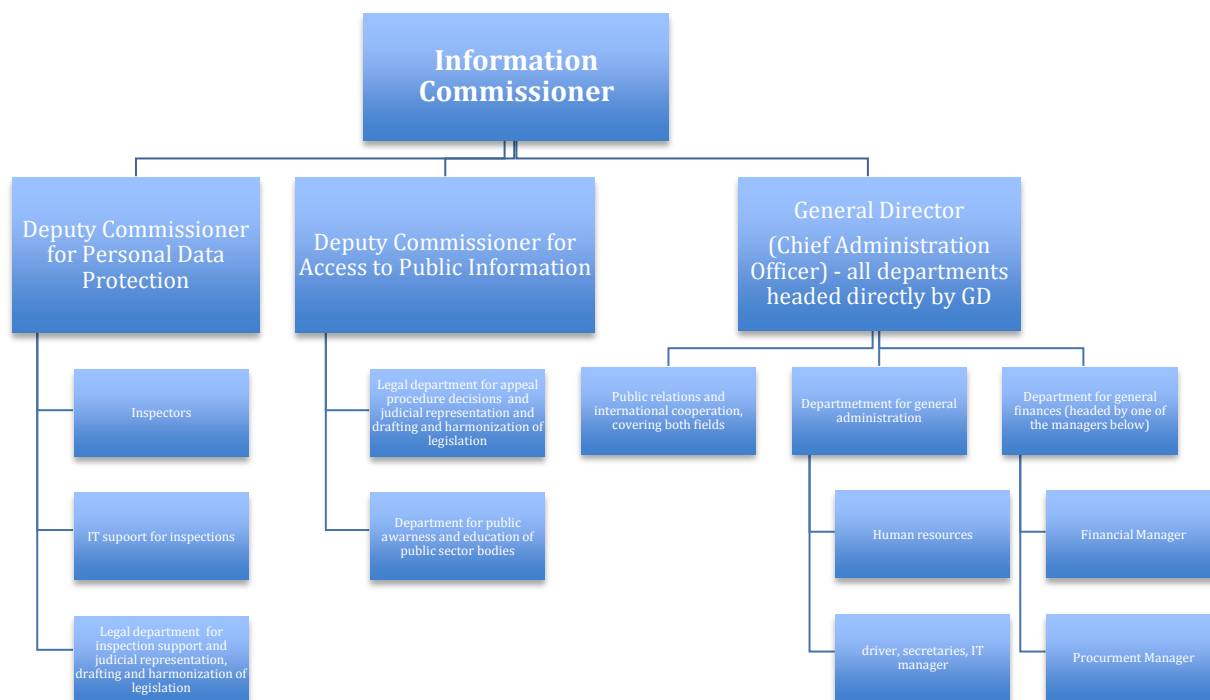 Information
Commissioner
Deputy Commissioner
for Personal Data
Protection
Deputy Commissioner for
Access to Public Information
General Director
(Chief Administration
Officer) - all departments
headed directly by GD
Inspectors
IT supoort for inspections
Legal department for
inspection support and
judicial representation,
drafting and harmonization of
legislation
Legal department for appeal
procedure decisions and
judicial representation and
drafting and harmonization of
legislation
Department for public
awarness and education of
public sector bodies
Public relations and
international cooperation,
covering both fields
Departmetment for general
administration
Department for general
finances (headed by one of
the managers below)
Human resources
driver, secretaries, IT
manager
Financial Manager
Procurment Manager